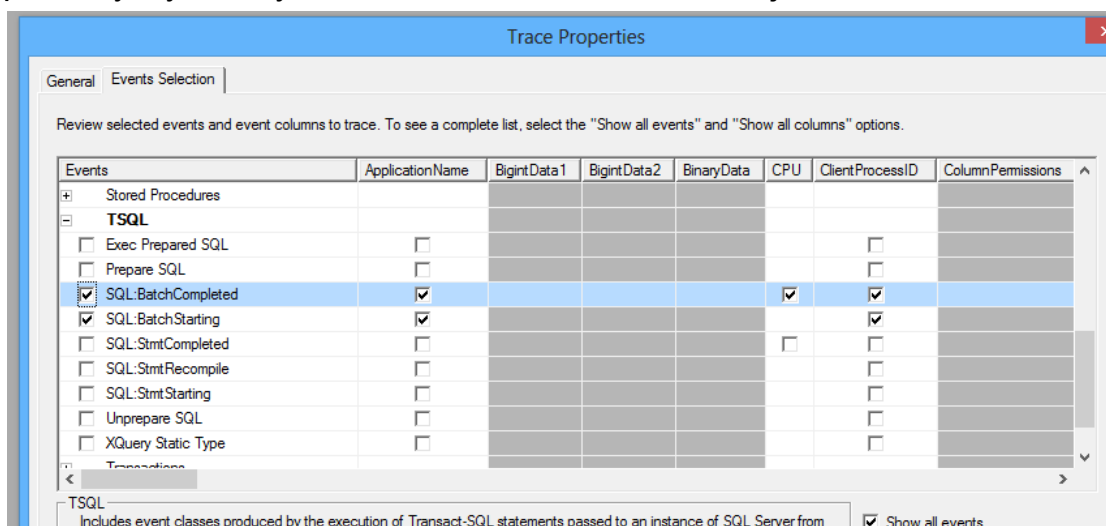 Trace Properties
General Events Selection
Review selected events and event columns to trace. To see a complete list, select the "Show all events" and "Show all columns" options.
Events ApplicationName BigintData1 BigintData2 BinaryData CPU ClientProcessID ColumnPermissions
Stored Procedures
TSQL
Exec Prepared SQL
Prepare SQL
SQL:BatchCompleted
SQL:BatchStarting
SQL:StmtCompleted
SQL:StmtRecompile
SQL:StmtStarting
Unprepare SQL
XQuery Static Type
Transactions
TSQL
Includes event classes produced by the execution of Transact-SQL statements passed to an instance of SQL Server from
Show all events